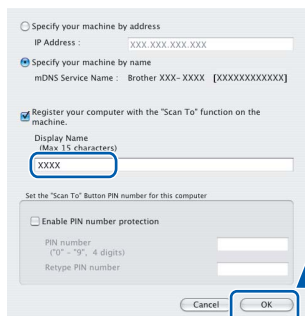 Specify your machine by address
IP Address : XXX.XXX.XXX.XXX
Specify your machine by name
mDNS Service Name : Brother XXX-XXXX [XXXXXXXXXXXX]
Register your computer with the "Scan To" function on the
machine.
Display Name
(Max 15 characters)
XXXX
Set the "Scan To" Button PIN number for this computer
Enable PIN number protection
PIN number
("0" - "9", 4 digits)
Retype PIN number
Cancel OK